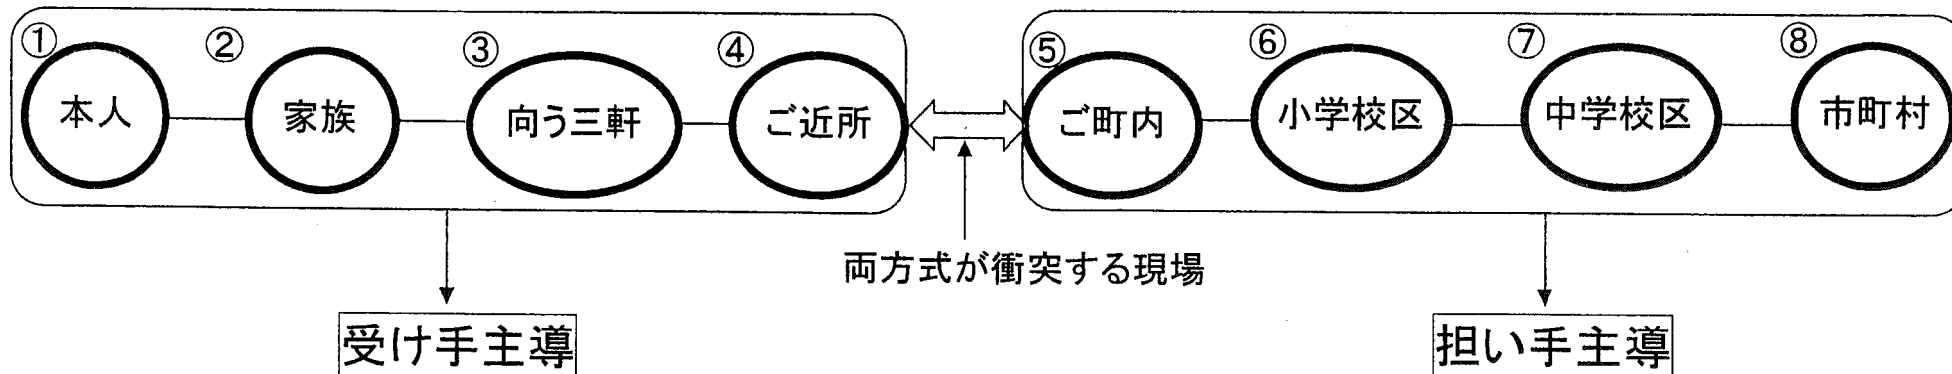 ① ② ③ ④ ⑤ ⑥ ⑦ ⑧
本人 家族 向う三軒 ご近所 ご町内 小学校区 中学校区 市町村
両方式が衝突する現場
受け手主導 担い手主導